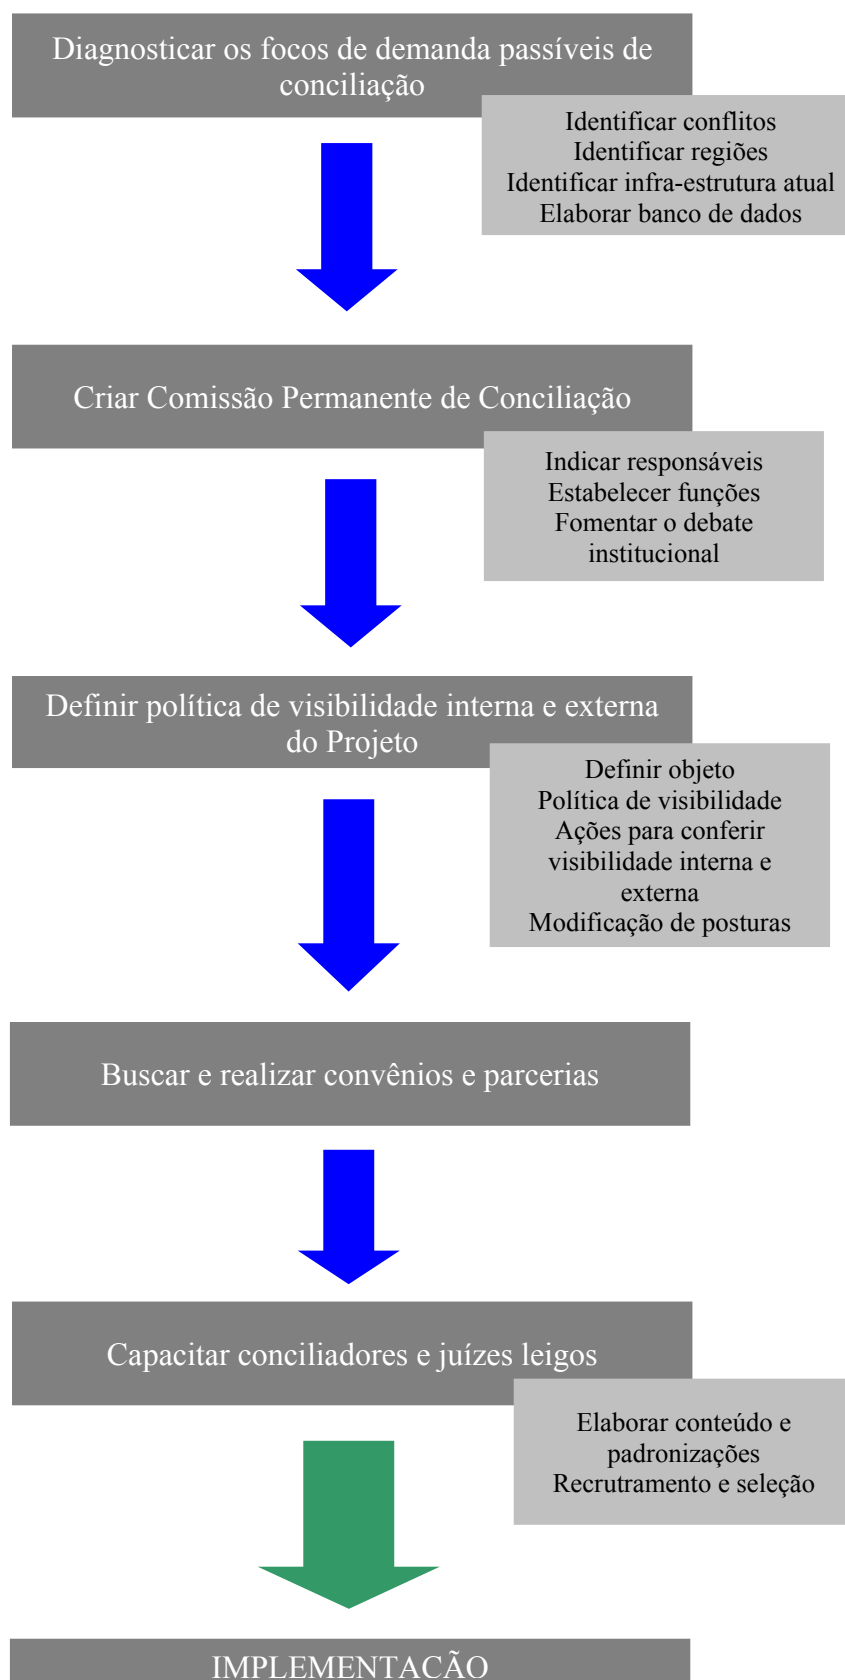 Diagnosticar os focos de demanda passíveis de
conciliação
Identificar conflitos
Identificar regiões
Identificar infra-estrutura atual
Elaborar banco de dados
Criar Comissão Permanente de Conciliação
Indicar responsáveis
Estabelecer funções
Fomentar o debate
institucional
Definir política de visibilidade interna e externa
do Projeto
Definir objeto
Política de visibilidade
Ações para conferir
visibilidade interna e
externa
Modificação de posturas
Buscar e realizar convênios e parcerias
Capacitar conciliadores e juízes leigos
Elaborar conteúdo e
padronizações
Recrutramento e seleção
IMPLEMENTAÇÃO